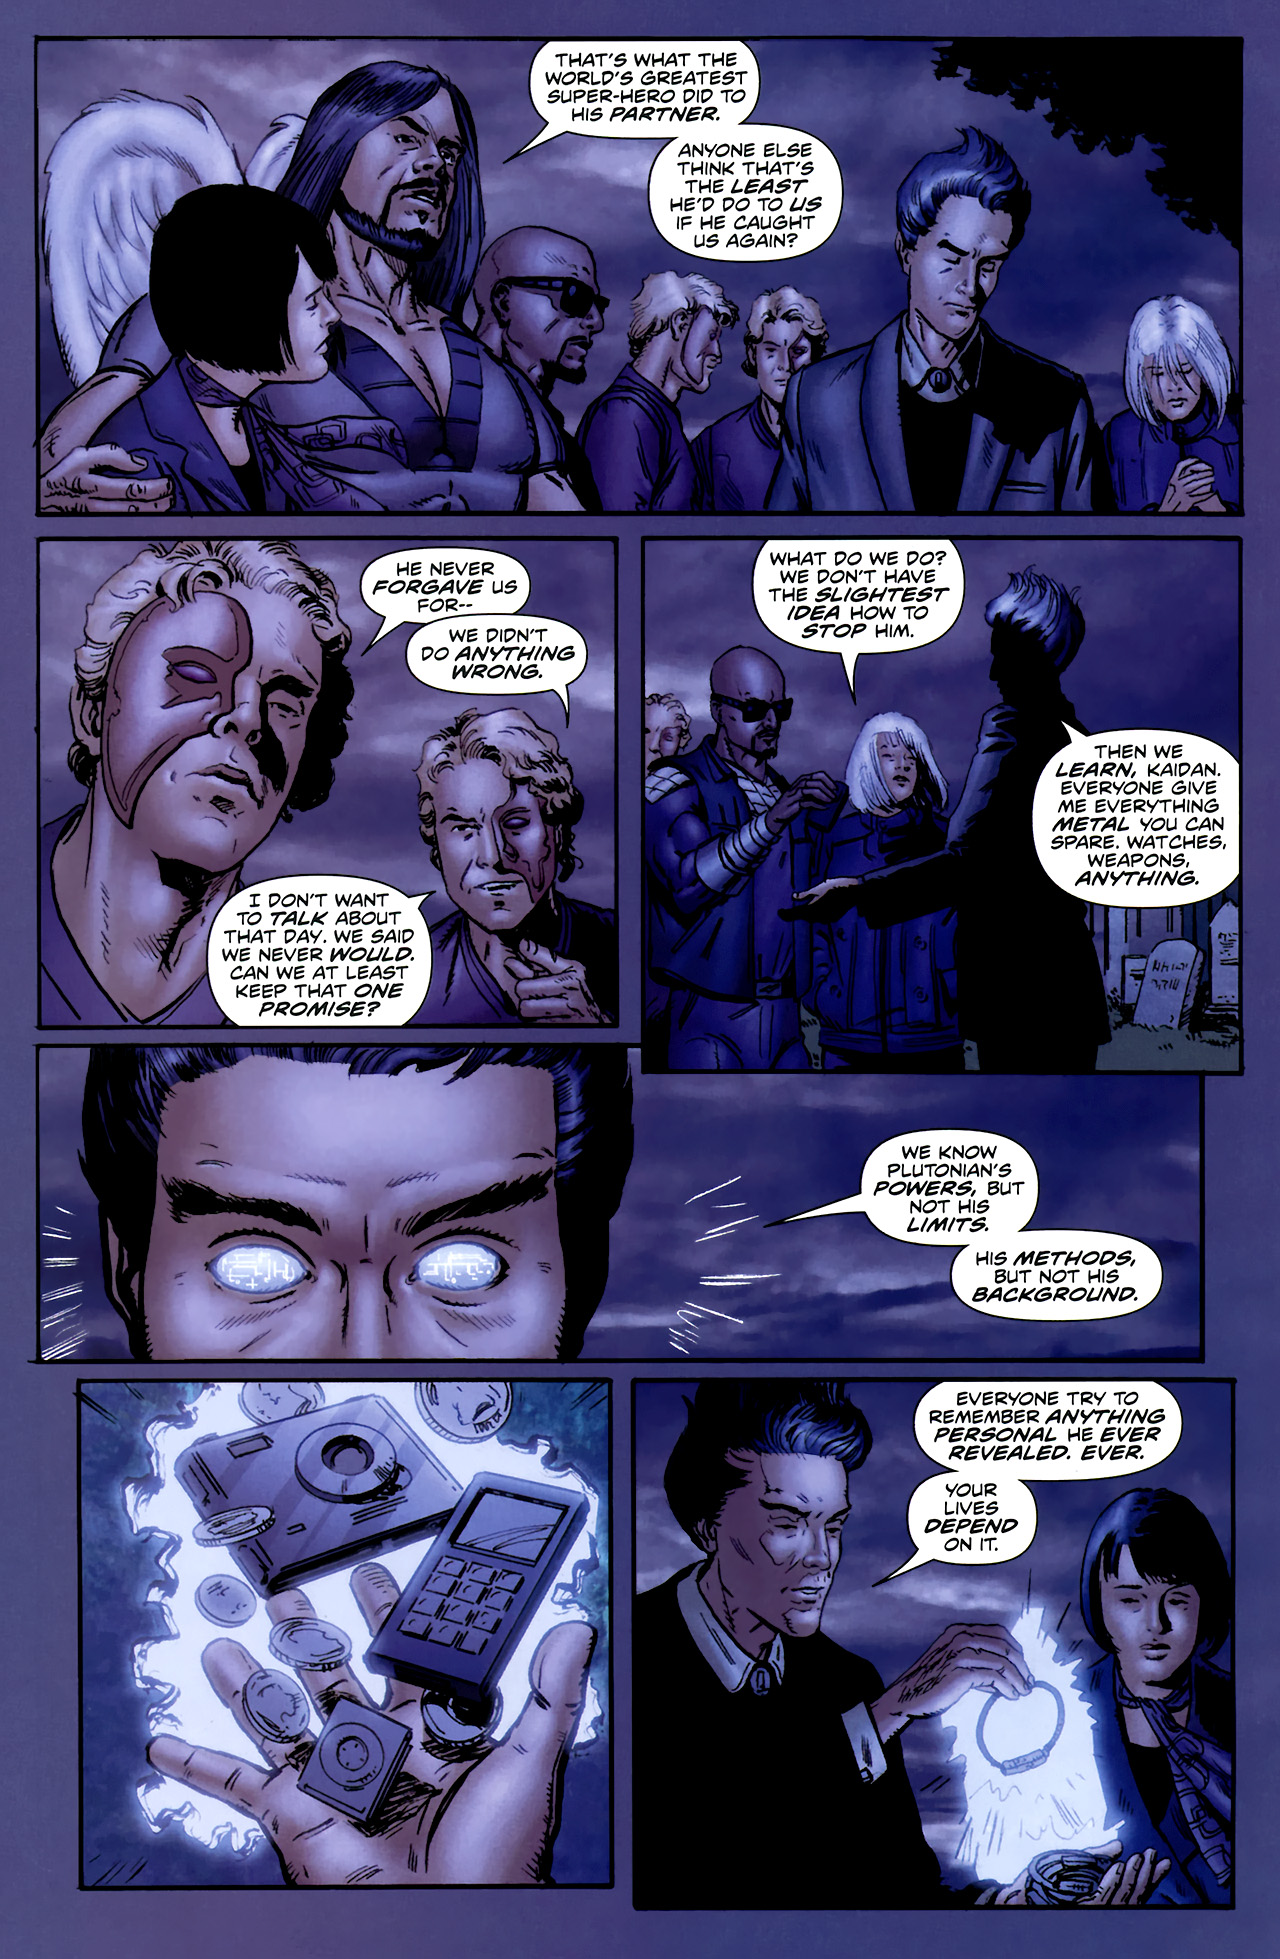 THAT'S WHAT THE
WORLD'S GREATEST
SUPER-HERO DID TO
HIS PARTNER.
ANYONE ELSE
THINK THAT'S
THE LEAST
HE'D DO TO US
IF HE CAUGHT
US AGAIN?
HE NEVER
FORGAVE US
FOR--
WE DIDN'T
DO ANYTHING
WRONG.
I DON'T WANT
TO TALK ABOUT
THAT DAY. WE SAID
WE NEVER WOULD.
CAN WE AT LEAST
KEEP THAT ONE
PROMISE?
WHAT DO WE DO?
WE DON'T HAVE
THE SLIGHTEST
IDEA HOW TO
STOP HIM.
THEN WE
LEARN, KAIDAN.
EVERYONE GIVE
ME EVERYTHING
METAL YOU CAN
SPARE. WATCHES,
WEAPONS,
ANYTHING.
WE KNOW
PLUTONIAN'S
POWERS, BUT
NOT HIS
LIMITS.
HIS METHODS,
BUT NOT HIS
BACKGROUND.
EVERYONE TRY TO
REMEMBER ANYTHING
PERSONAL HE EVER
REVEALED. EVER.
YOUR
LIVES
DEPEND
ON IT.